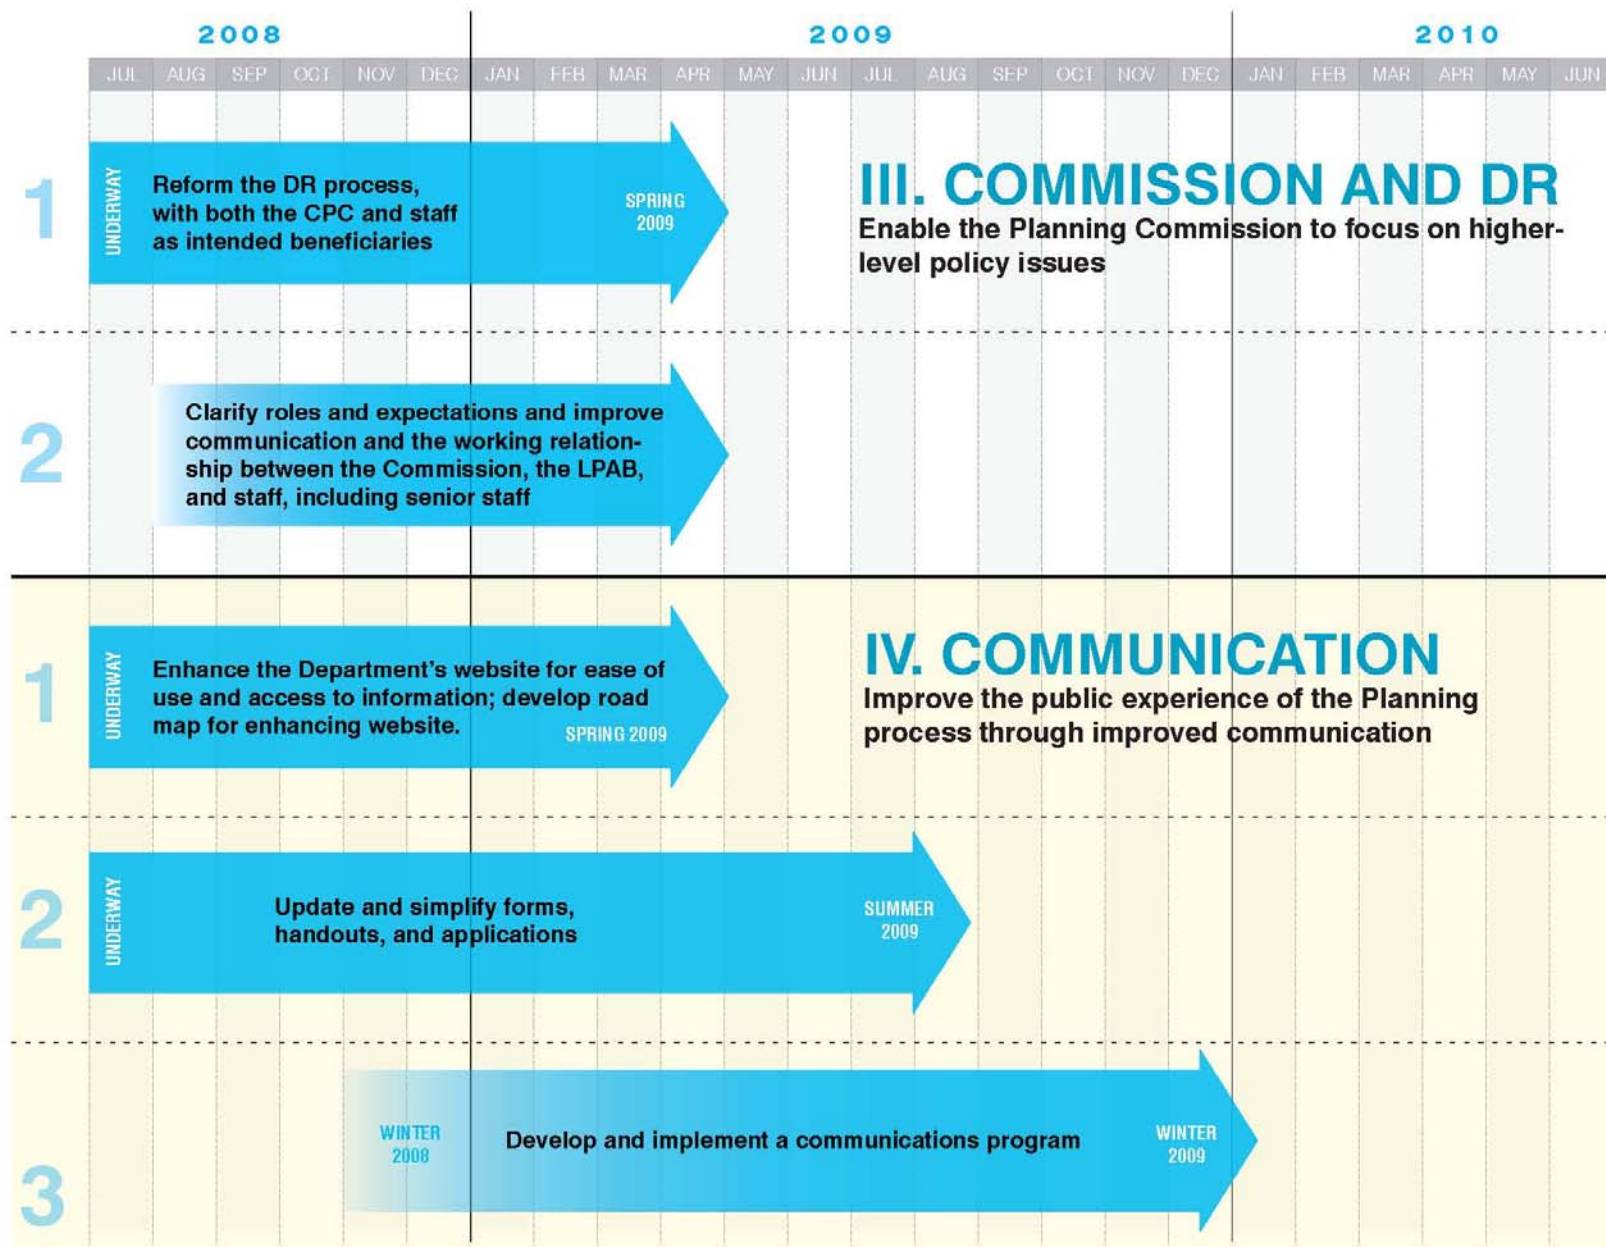 2008 2009 2010
JUL AUG SEP OCT NOV DEC JAN FEB MAR APR MAY JUN JUL AUG SEP OCT NOV DEC JAN FEB MAR APR MAY JUN
1
UNDERWAY
Reform the DR process,
with both the CPC and staff
as intended beneficiaries
SPRING
2009
III. COMMISSION AND DR
Enable the Planning Commission to focus on higher-
level policy issues
2
Clarify roles and expectations and improve
communication and the working relation-
ship between the Commission, the LPAB,
and staff, including senior staff
1
UNDERWAY
Enhance the Department's website for ease of
use and access to information; develop road
map for enhancing website.
SPRING 2009
IV. COMMUNICATION
Improve the public experience of the Planning
process through improved communication
2
UNDERWAY
Update and simplify forms,
handouts, and applications
SUMMER
2009
3
WINTER
2008
Develop and implement a communications program
WINTER
2009